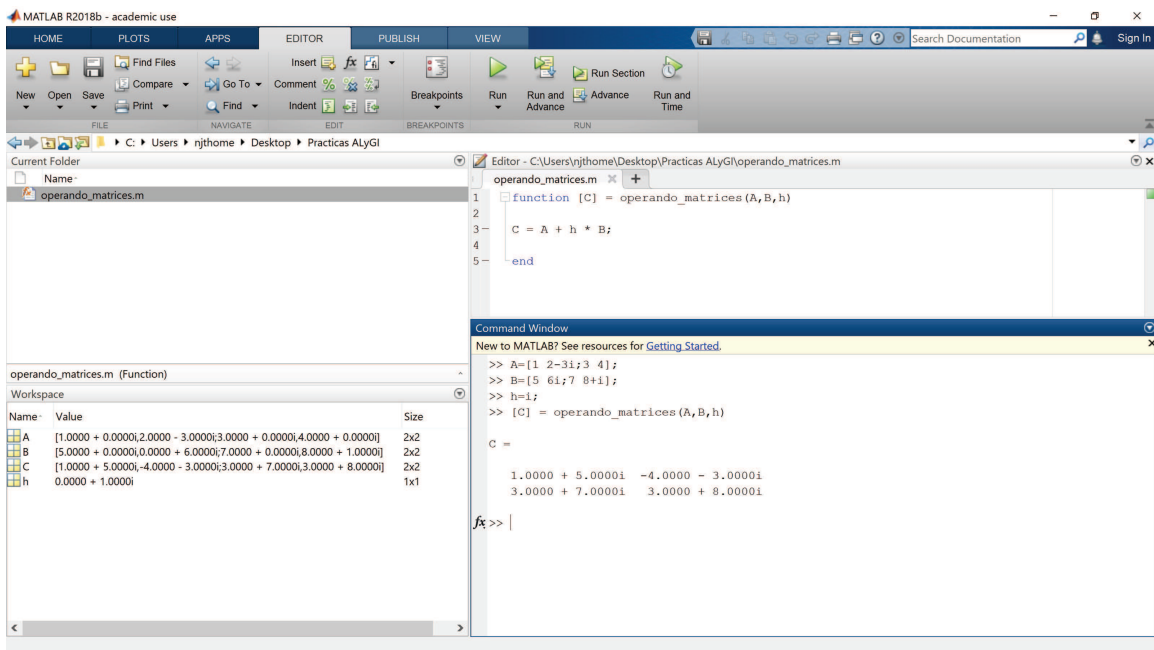 MATLAB R2018b - academic use
HOME PLOTS APPS EDITOR PUBLISH VIEW
Search Documentation
Sign In
New
Open
Save
Find Files
Compare
Print
FILE
Go To
Find
NAVIGATE
Insert fx
Comment %
Indent
EDIT
Breakpoints
BREAKPOINTS
Run
Run and Advance
Run Section
Advance
Run and Time
RUN
C: Users njthome Desktop Practicas ALyGI
Current Folder
Name
operando_matrices.m
operando_matrices.m (Function)
Workspace
Name Value Size
A [1.0000 + 0.0000i,2.0000 - 3.0000i;3.0000 + 0.0000i,4.0000 + 0.0000i] 2x2
B [5.0000 + 0.0000i,0.0000 + 6.0000i;7.0000 + 0.0000i,8.0000 + 1.0000i] 2x2
C [1.0000 + 5.0000i,-4.0000 - 3.0000i;3.0000 + 7.0000i,3.0000 + 8.0000i] 2x2
h 0.0000 + 1.0000i 1x1
Editor - C:\Users\njthome\Desktop\Practicas ALyGI\operando_matrices.m
operando_matrices.m
1 function [C] = operando_matrices(A,B,h)
2
3 C = A + h * B;
4
5 end
Command Window
New to MATLAB? See resources for Getting Started.
>> A=[1 2-3i;3 4];
>> B=[5 6i;7 8+i];
>> h=i;
>> [C] = operando_matrices(A,B,h)
C =
1.0000 + 5.0000i -4.0000 - 3.0000i
3.0000 + 7.0000i 3.0000 + 8.0000i
fx >>